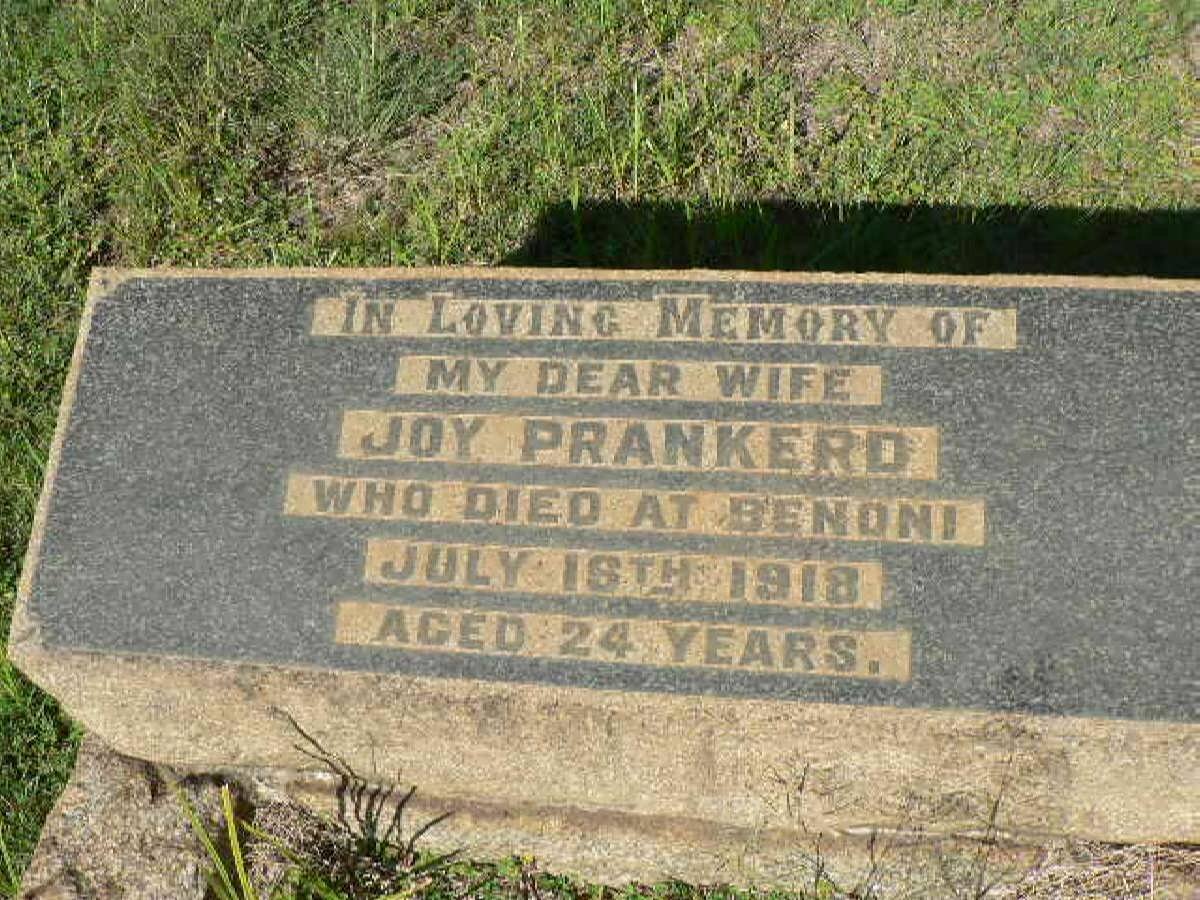 In Loving Memory of
MY DEAR WIFE
JOY PRANKERD
WHO DIED AT BENONI
JULY 16TH 1918
AGED 24 YEARS.